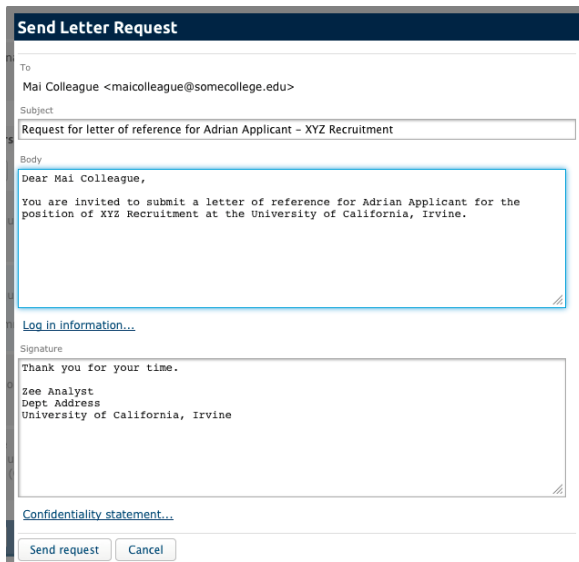 Send Letter Request
To
Mai Colleague <maicolleague@somecollege.edu>
Subject
Request for letter of reference for Adrian Applicant – XYZ Recruitment
Body
Dear Mai Colleague,
You are invited to submit a letter of reference for Adrian Applicant for the
position of XYZ Recruitment at the University of California, Irvine.
Log in information...
Signature
Thank you for your time.
Zee Analyst
Dept Address
University of California, Irvine
Confidentiality statement...
Send request
Cancel